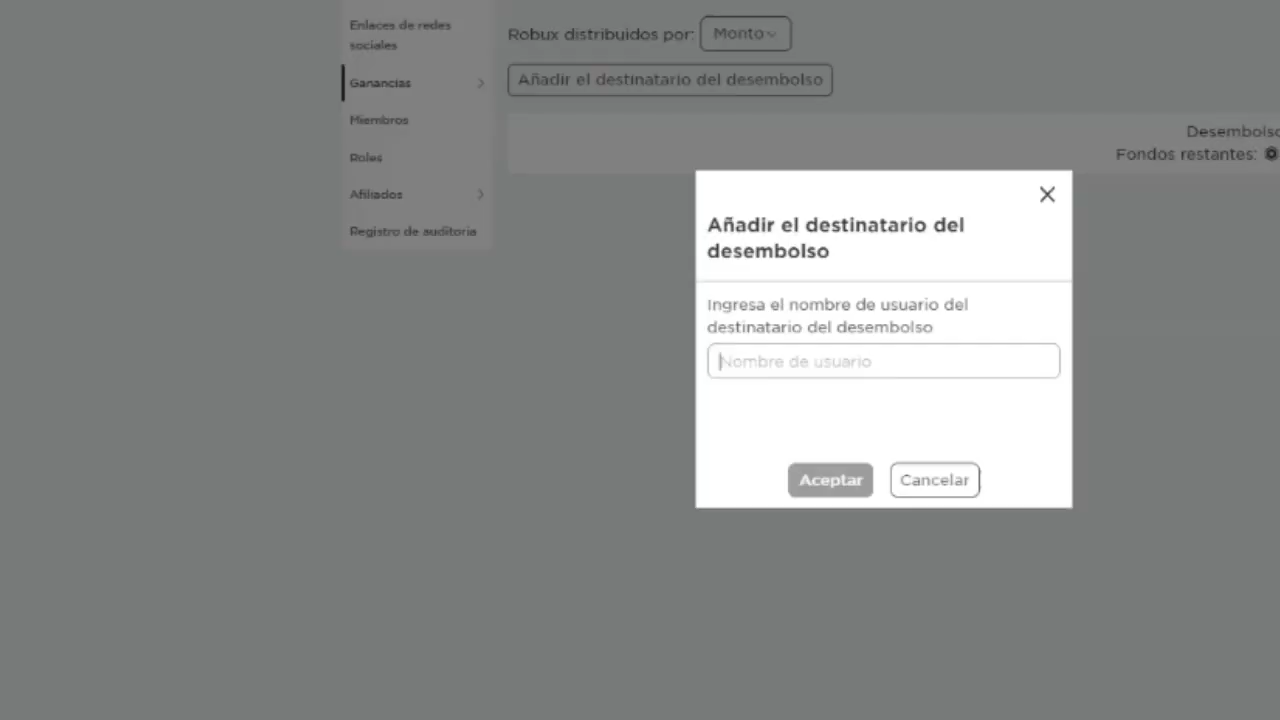 Enlaces de redes
sociales
Ganancias
Miembros
Roles
Afiliados
Registro de auditoria
Robux distribuidos por: Monto
Añadir el destinatario del desembolso
Desembolso
Fondos restantes:
Añadir el destinatario del
desembolso
Ingresa el nombre de usuario del
destinatario del desembolso
Nombre de usuario
Aceptar
Cancelar